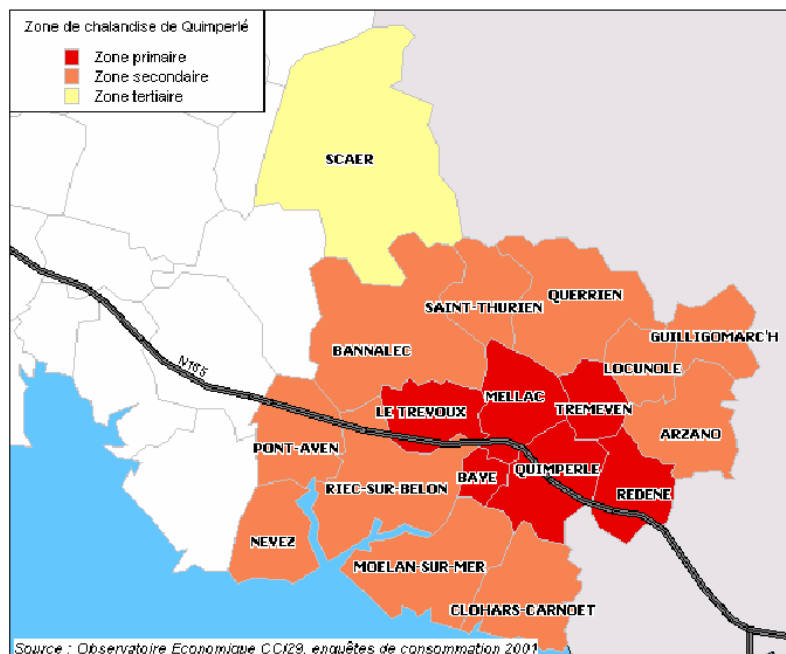 Zone de chalandise de Quimperlé
Zone primaire
Zone secondaire
Zone tertiaire
SCAER
SAINT-THURIEN
QUERRIEN
BANNALEC
GUILLIGOMARC'H
LOCUNOLE
N165
LE TREVOUX
MELLAC
TREMEVEN
ARZANO
PONT-AVEN
RIEC-SUR-BELON
BAYE
QUIMPERLE
REDENE
NEVEZ
MOELAN-SUR-MER
CLOHARS-CARNOET
Source : Observatoire Economique CCI29, enquêtes de consommation 2001